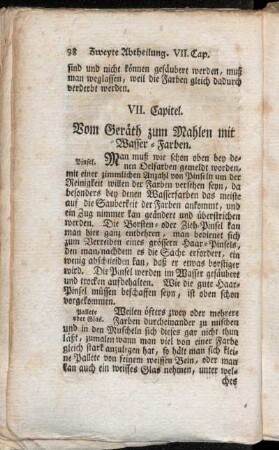 98 Zweyte Abtheilung. VII. Cap.
sind und nicht können gesäubert werden, muß
man weglassen, weil die Farben gleich dadurch
verderbt werden.
VII. Capitel.
Vom Geräth zum Mahlen mit
Wasser-Farben.
Pinsel. Man muß wie schon oben bey de-
nen Oelfarben gemeldt worden,
mit einer zimmlichen Anzahl von Pinseln um der
Reinigkeit willen der Farben versehen seyn, da
besonders bey denen Wasserfarben das meiste
auf die Sauberkeit der Farben ankommt, und
ein Zug nimmer kan geändert und überstrichen
werden. Die Borsten- oder Zieh-Pinsel kan
man hier ganz entbehren, man bedienet sich
zum Vertreiben eines grössern Haar-Pinsels,
den man, nachdem es die Sache erfordert, ein
wenig abschneiden kan, daß er etwas borstiger
wird. Die Pinsel werden im Wasser gesäubert
und trocken aufbehalten. Wie die gute Haar-
Pinsel müssen beschaffen seyn, ist oben schon
vorgekommen.
Pallete oder Glas. Weilen öfters zwey oder mehrere
Farben durcheinander zu mischen
und in den Muscheln sich dieses gar nicht thun
läßt, zumalen wann man viel von einer Farbe
gleich stark anzulegen hat, so hält man sich klei-
ne Pallete von feinem weissen Bein, oder man
kan auch ein weisses Glas nehmen, unter wel-
ches